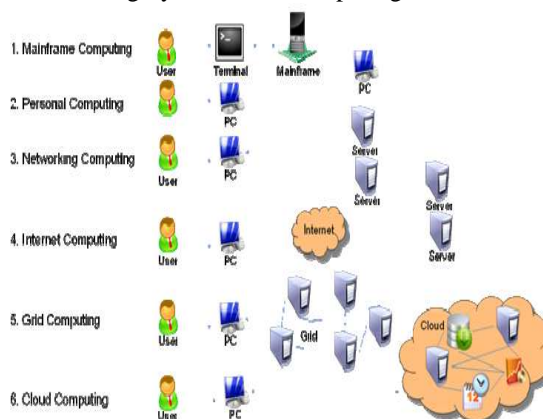 1. Mainframe Computing
User
Terminal
Mainframe
PC
2. Personal Computing
PC
Server
3. Networking Computing
User
PC
Server
Server
4. Internet Computing
User
PC
Internet
Server
5. Grid Computing
User
PC
Grid
Cloud
12
6. Cloud Computing
User
PC